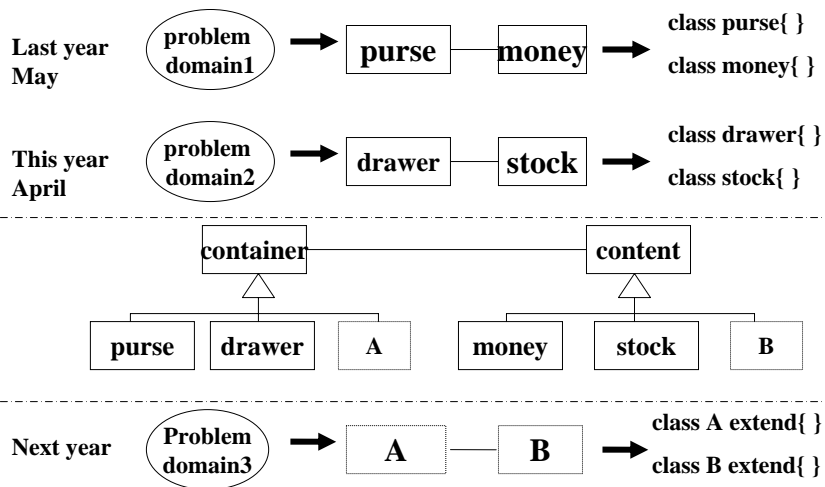 Last year
May
problem
domain1
purse
money
class purse{ }
class money{ }
This year
April
problem
domain2
drawer
stock
class drawer{ }
class stock{ }
container
content
purse
drawer
A
money
stock
B
Next year
Problem
domain3
A
B
class A extend{ }
class B extend{ }